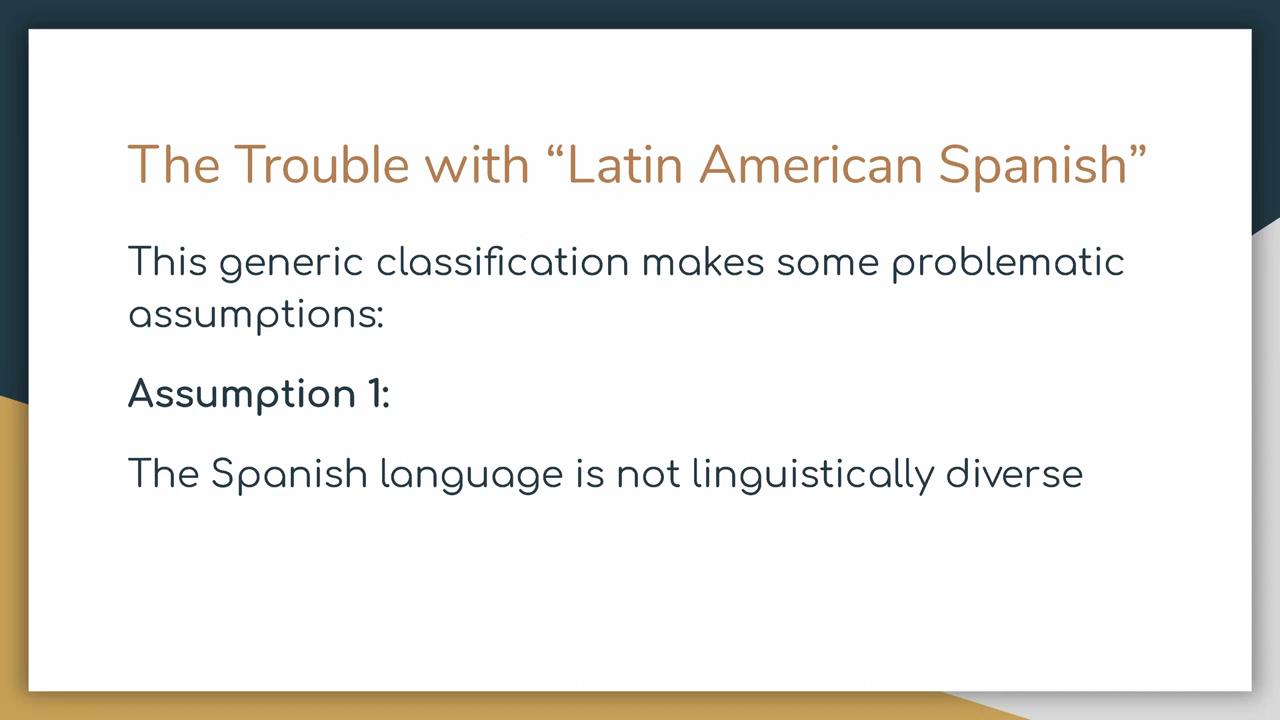 The Trouble with “Latin American Spanish”
This generic classification makes some problematic
assumptions:
Assumption 1:
The Spanish language is not linguistically diverse